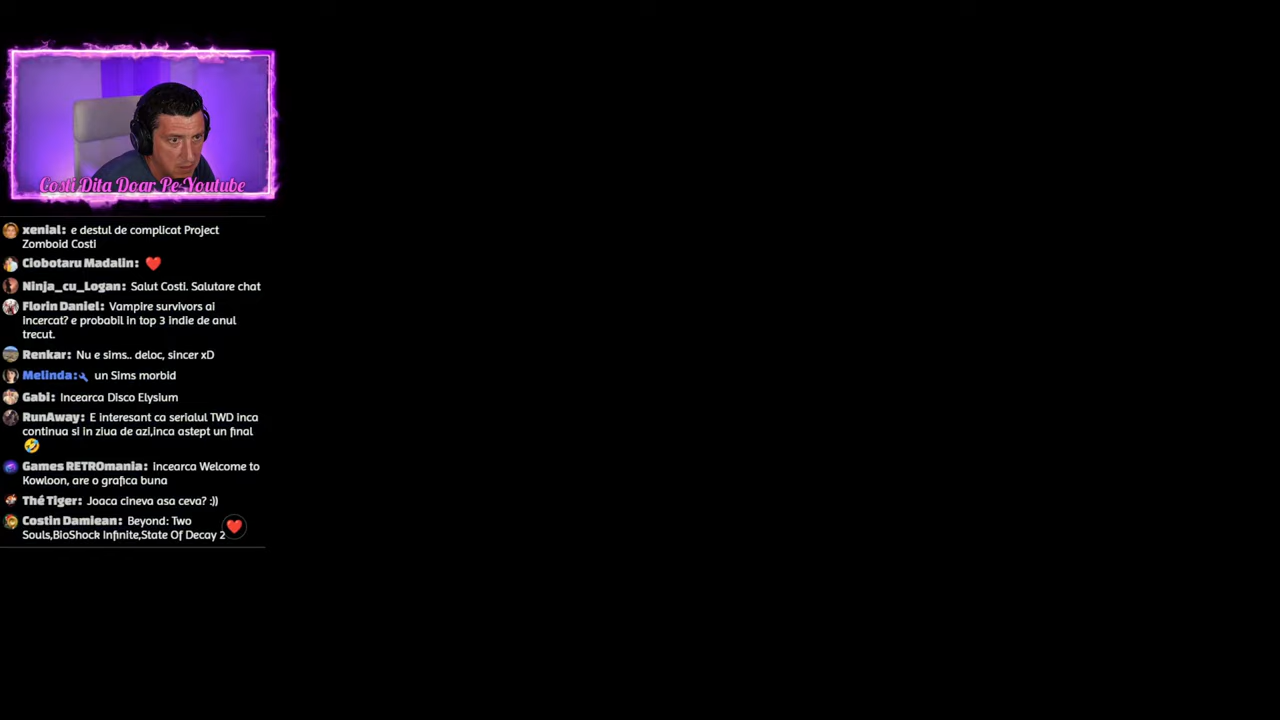 Costi Dita Doar Pe Youtube
xenial: e destul de complicat Project
Zomboid Costi
Ciobotaru Madalin: ❤️
Ninja_cu_Logan: Salut Costi. Salutare chat
Florin Daniel: Vampire survivors ai
incercat? e probabil in top 3 indie de anul
trecut.
Renkar: Nu e sims.. deloc, sincer xD
Melinda: un Sims morbid
Gabi: Incearca Disco Elysium
RunAway: E interesant ca serialul TWD inca
continua si in ziua de azi,inca astept un final
🤣
Games RETROmania: incearca Welcome to
Kowloon, are o grafica buna
Thé Tiger: Joaca cineva asa ceva? :))
Costin Damiean: Beyond: Two
Souls,BioShock Infinite,State Of Decay 2 ❤️